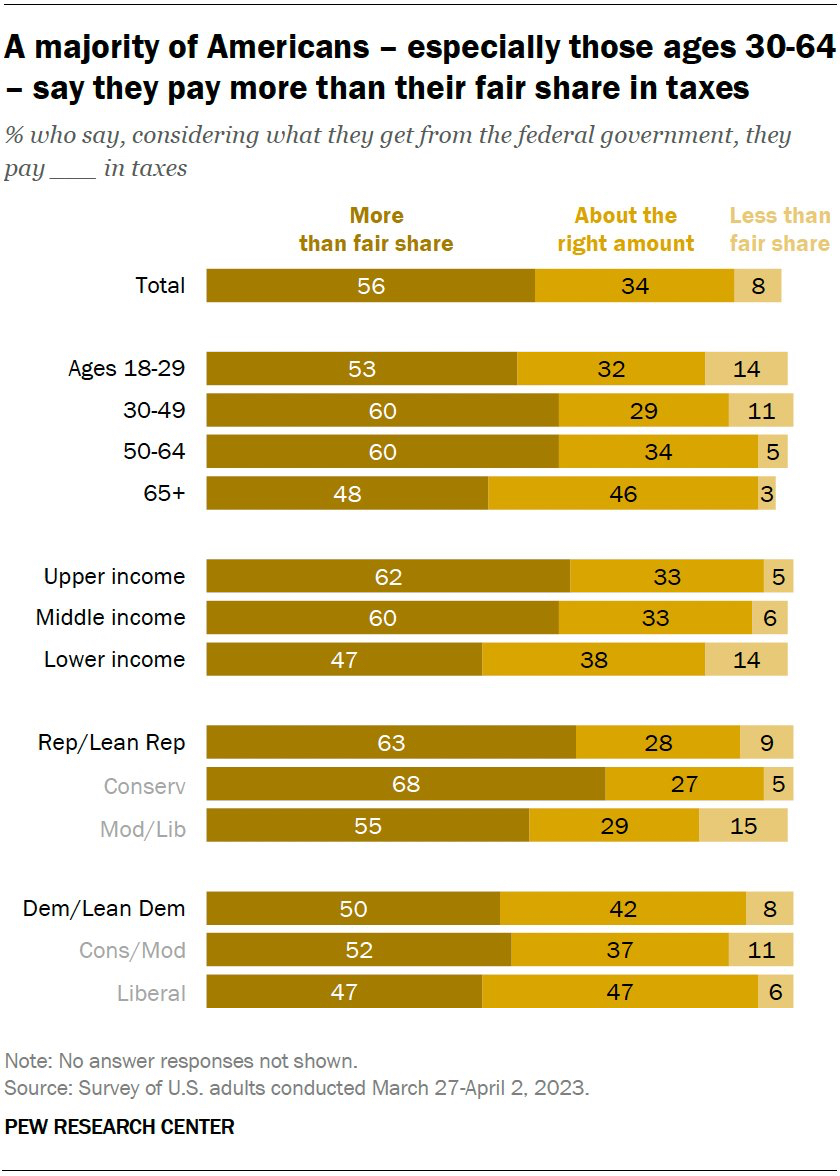 A majority of Americans – especially those ages 30-64
– say they pay more than their fair share in taxes
% who say, considering what they get from the federal government, they
pay ____ in taxes
More
than fair share
About the
right amount
Less than
fair share
Total 56 34 8
Ages 18-29 53 32 14
30-49 60 29 11
50-64 60 34 5
65+ 48 46 3
Upper income 62 33 5
Middle income 60 33 6
Lower income 47 38 14
Rep/Lean Rep 63 28 9
Conserv 68 27 5
Mod/Lib 55 29 15
Dem/Lean Dem 50 42 8
Cons/Mod 52 37 11
Liberal 47 47 6
Note: No answer responses not shown.
Source: Survey of U.S. adults conducted March 27-April 2, 2023.
PEW RESEARCH CENTER